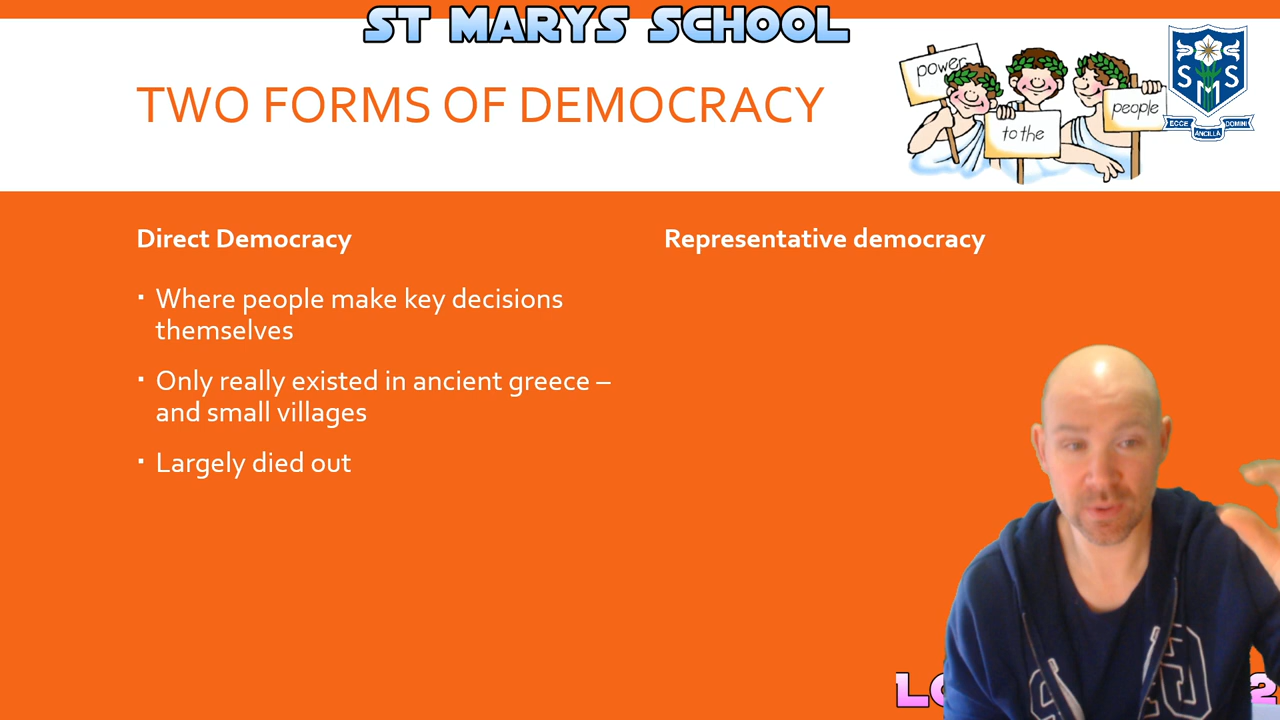 ST MARYS SCHOOL
TWO FORMS OF DEMOCRACY
power
to the
people
S S
M
ECCE
ANCILLA
DOMINI
Direct Democracy
▪ Where people make key decisions
themselves
▪ Only really existed in ancient greece –
and small villages
▪ Largely died out
Representative democracy